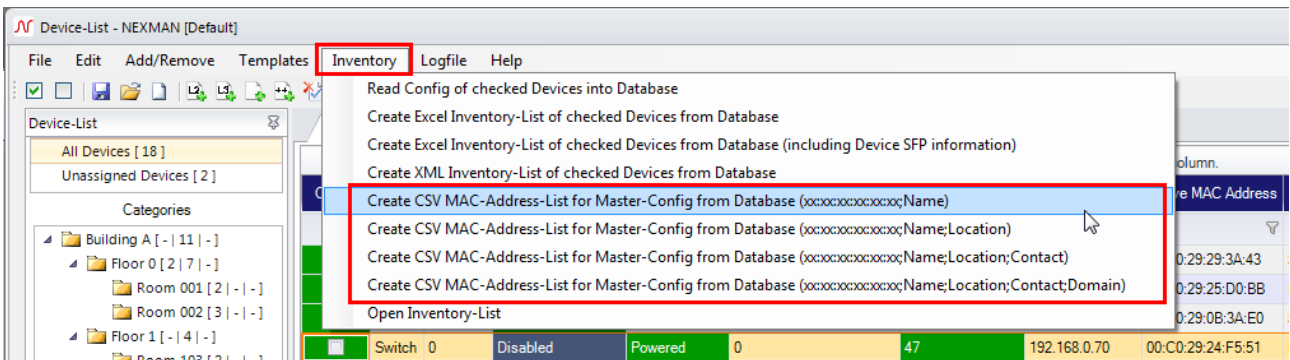 Device-List - NEXMAN [Default]
File Edit Add/Remove Templates Inventory Logfile Help
L2 L3
Device-List
All Devices [ 18 ]
Unassigned Devices [ 2 ]
Categories
Building A [ - | 11 | - ]
Floor 0 [ 2 | 7 | - ]
Room 001 [ 2 | - | - ]
Room 002 [ 3 | - | - ]
Floor 1 [ - | 4 | - ]
Read Config of checked Devices into Database
Create Excel Inventory-List of checked Devices from Database
Create Excel Inventory-List of checked Devices from Database (including Device SFP information)
Create XML Inventory-List of checked Devices from Database
Create CSV MAC-Address-List for Master-Config from Database (xx:xx:xx:xx:xx:xx;Name)
Create CSV MAC-Address-List for Master-Config from Database (xx:xx:xx:xx:xx:xx;Name;Location)
Create CSV MAC-Address-List for Master-Config from Database (xx:xx:xx:xx:xx:xx;Name;Location;Contact)
Create CSV MAC-Address-List for Master-Config from Database (xx:xx:xx:xx:xx:xx;Name;Location;Contact;Domain)
Open Inventory-List
olumn.
e MAC Address
0:29:29:3A:43
0:29:25:D0:BB
0:29:0B:3A:E0
Switch 0 Disabled Powered 0 47 192.168.0.70 00:C0:29:24:F5:51